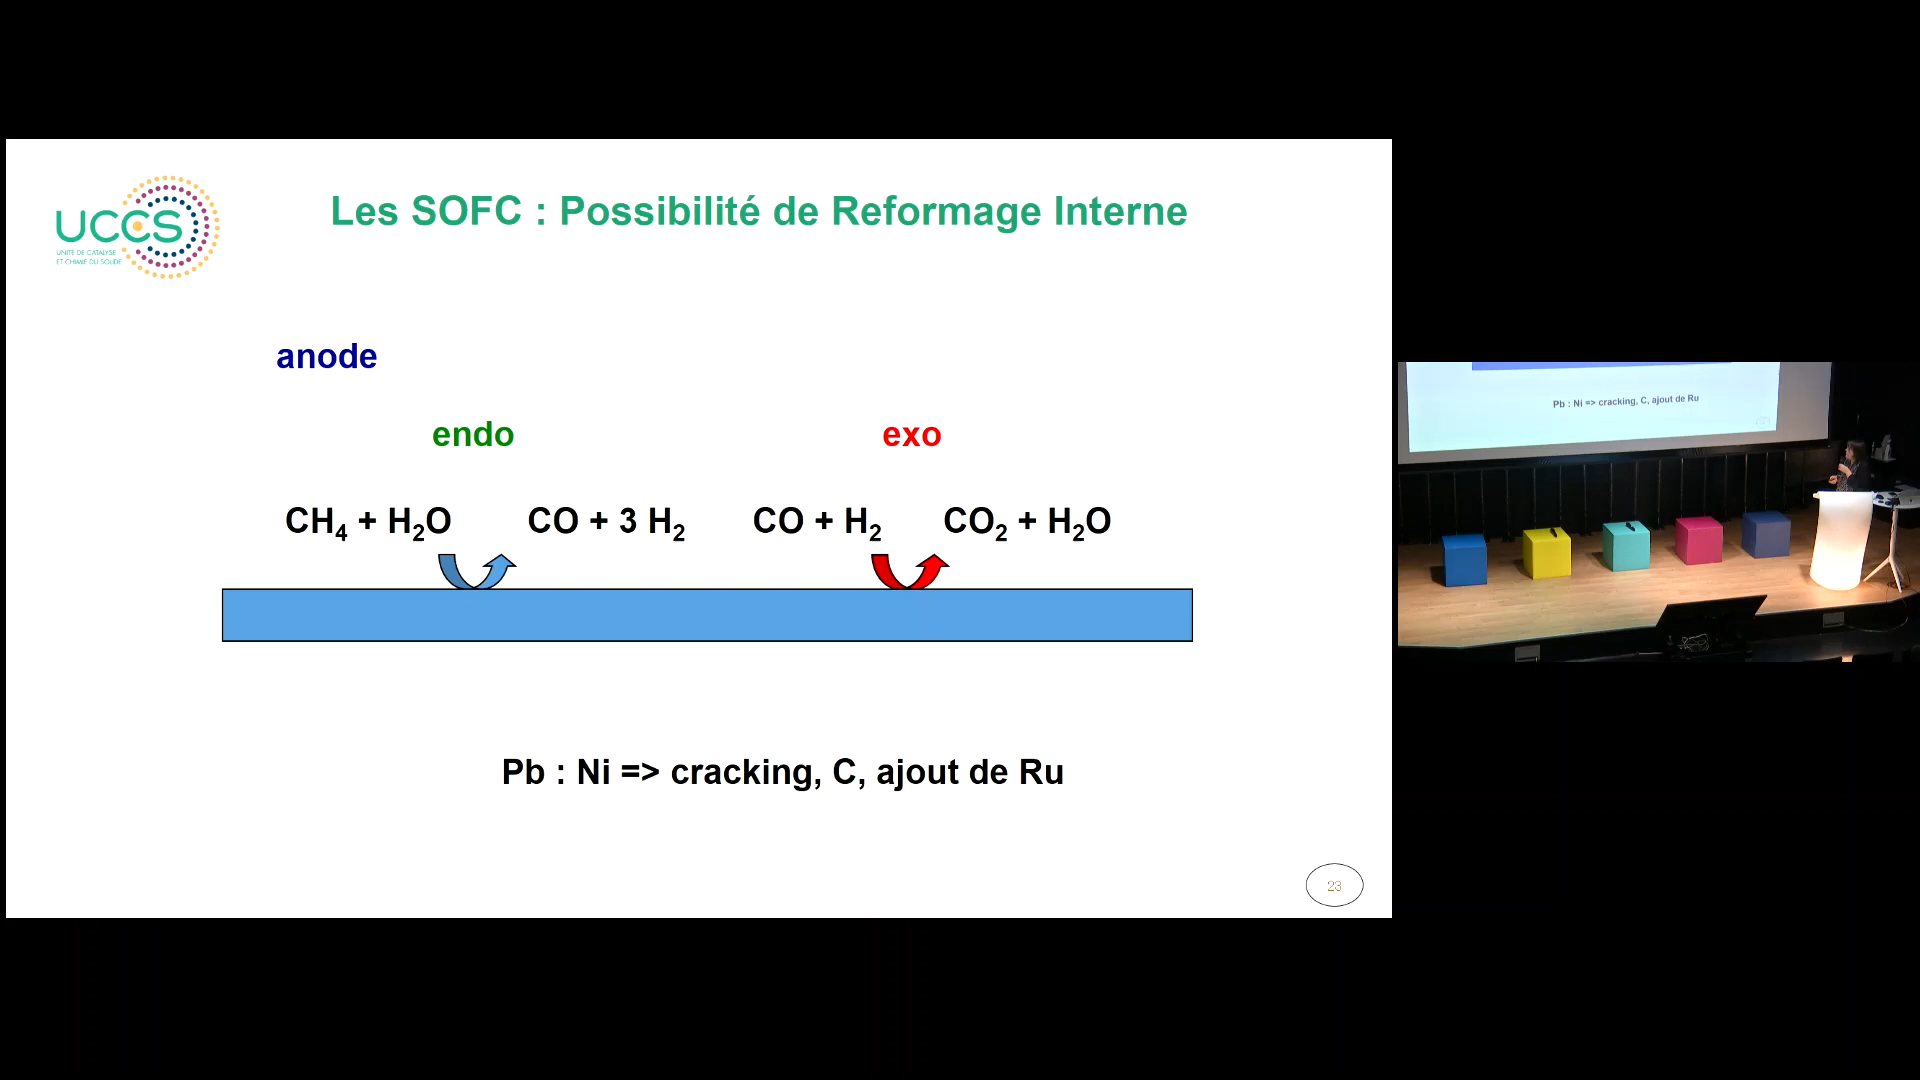 UCCS
UNITÉ DE CATALYSE
ET CHIMIE DU SOLIDE
Les SOFC : Possibilité de Reformage Interne
anode
endo
exo
CH₄ + H₂O
CO + 3 H₂
CO + H₂
CO₂ + H₂O
Pb : Ni => cracking, C, ajout de Ru
23
Pb : Ni => cracking, C, ajout de Ru